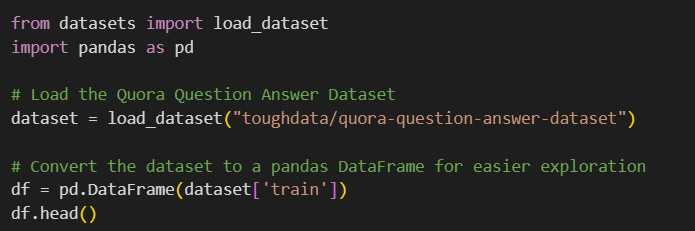 from datasets import load_dataset
import pandas as pd
# Load the Quora Question Answer Dataset
dataset = load_dataset("toughdata/quora-question-answer-dataset")
# Convert the dataset to a pandas DataFrame for easier exploration
df = pd.DataFrame(dataset['train'])
df.head()